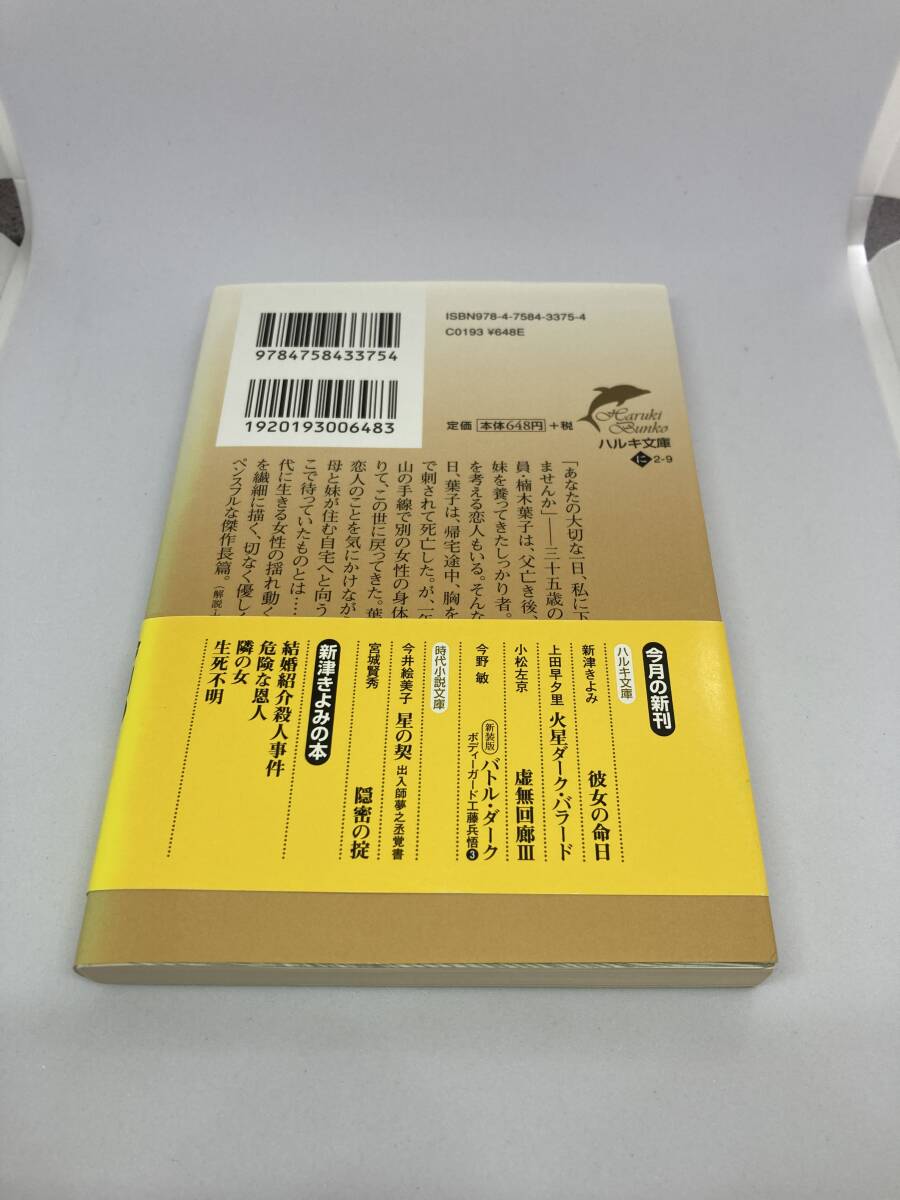 ISBN978-4-7584-3375-4
C0193 ¥648E
9784758433754
1920193006483
定価 本体648円 +税
Haruki
Bunko
ハルキ文庫
に 2-9
「あなたの大切な一日、私に下
ませんか」――三十五歳の
員・楠木葉子は、父亡き後、
妹を養ってきたしっかり者。
を考える恋人もいる。そんな
日、葉子は、帰宅途中、胸を
で刺されて死亡した。が、一年
山の手線で別の女性の身体
りて、この世に戻ってきた。葉
恋人のことを気にかけなが
母と妹が住む自宅へと向う
こで待っていたものとは……
代に生きる女性の揺れ動く
を繊細に描く、切なく優しく
ペンスフルな傑作長篇。(解説・
今月の新刊
ハルキ文庫
新津きよみ 彼女の命日
上田早夕里 火星ダーク・バラード
小松左京 虚無回廊Ⅲ
今野 敏 新装版 バトル・ダーク ボディーガード工藤兵悟❸
時代小説文庫
今井絵美子 星の契 出入師夢之丞覚書
宮城賢秀 隠密の掟
新津きよみの本
結婚紹介殺人事件
危険な恩人
隣の女
生死不明